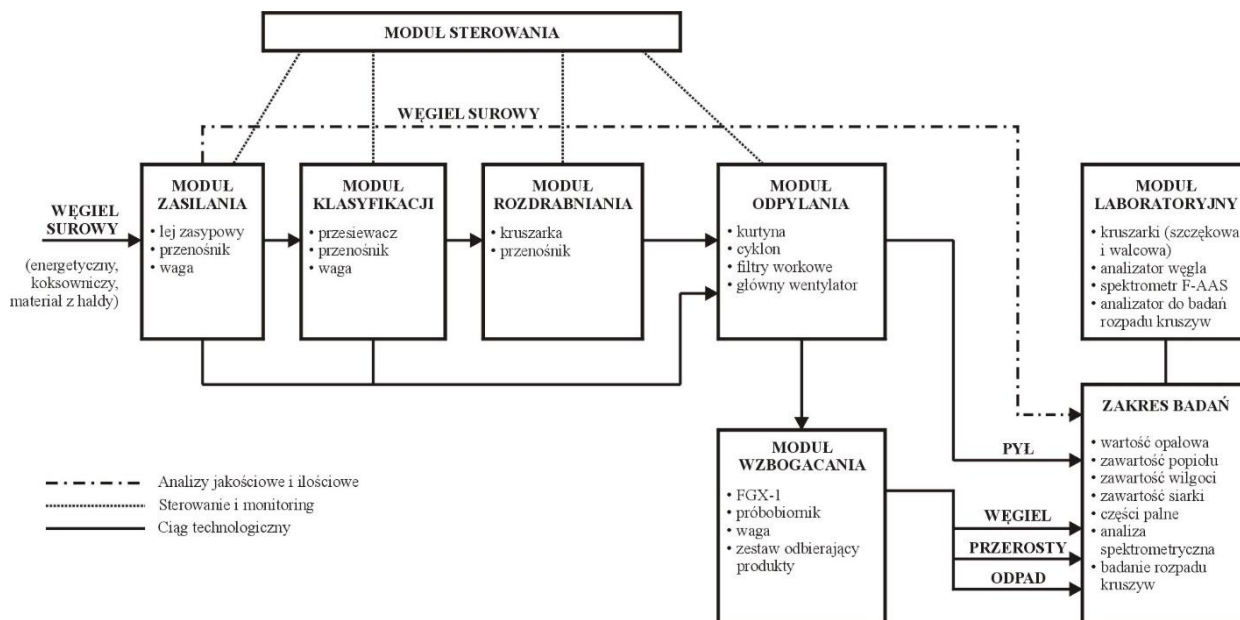 MODUŁ STEROWANIA
WĘGIEL SUROWY
WĘGIEL
SUROWY
(energetyczny,
koksowniczy,
materiał z hałdy)
MODUŁ
ZASILANIA
• lej zasypowy
• przenośnik
• waga
MODUŁ
KLASYFIKACJI
• przesiewacz
• przenośnik
• waga
MODUŁ
ROZDRABNIANIA
• kruszarka
• przenośnik
MODUŁ
ODPYLANIA
• kurtyna
• cyklon
• filtry workowe
• główny wentylator
MODUŁ
LABORATORYJNY
• kruszarki (szczękowa
i walcowa)
• analizator węgla
• spektrometr F-AAS
• analizator do badań
rozpadu kruszyw
MODUŁ
WZBOGACANIA
• FGX-1
• próbobiornik
• waga
• zestaw odbierający
produkty
PYŁ
WĘGIEL
PRZEROSTY
ODPAD
ZAKRES BADAŃ
• wartość opałowa
• zawartość popiołu
• zawartość wilgoci
• zawartość siarki
• części palne
• analiza
spektrometryczna
• badanie rozpadu
kruszyw
Analizy jakościowe i ilościowe
Sterowanie i monitoring
Ciąg technologiczny